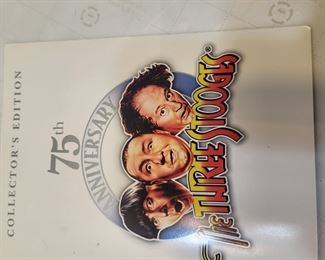 COLLECTOR'S EDITION
75th
ANNIVERSARY
The THREE STOOGES®